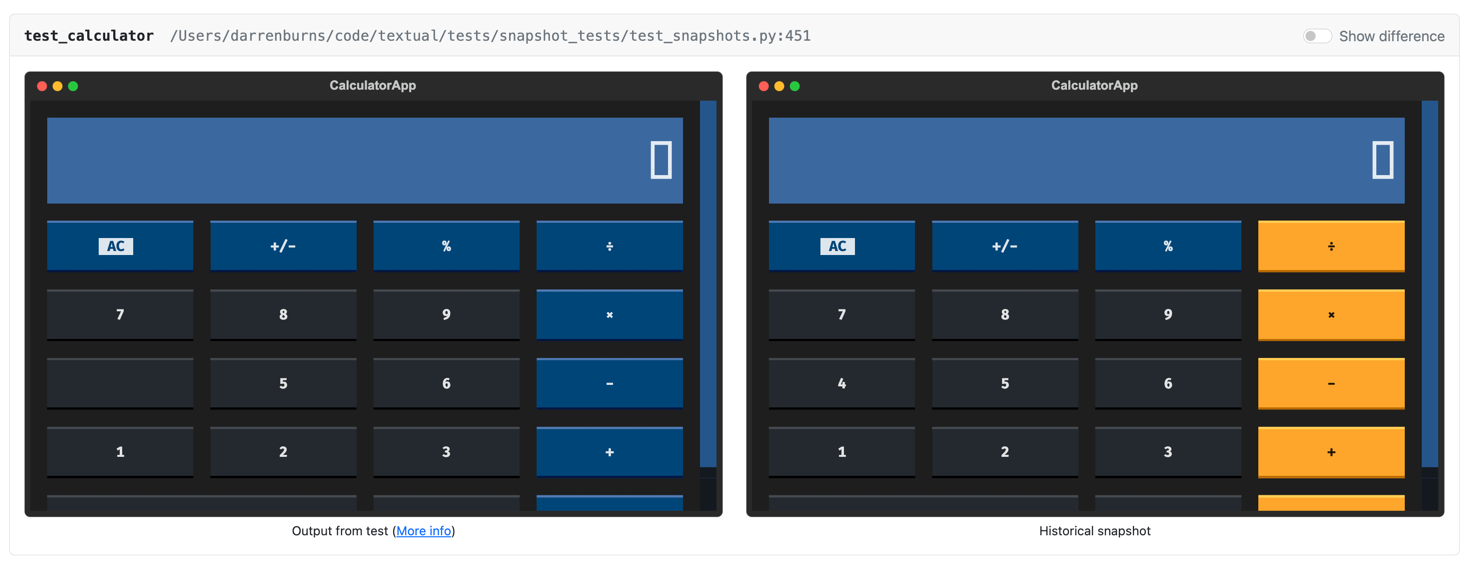 test_calculator /Users/darrenburns/code/textual/tests/snapshot_tests/test_snapshots.py:451
Show difference
CalculatorApp
AC +/- % ÷
7 8 9 ×
5 6 -
1 2 3 +
Output from test (More info)
CalculatorApp
AC +/- % ÷
7 8 9 ×
4 5 6 -
1 2 3 +
Historical snapshot